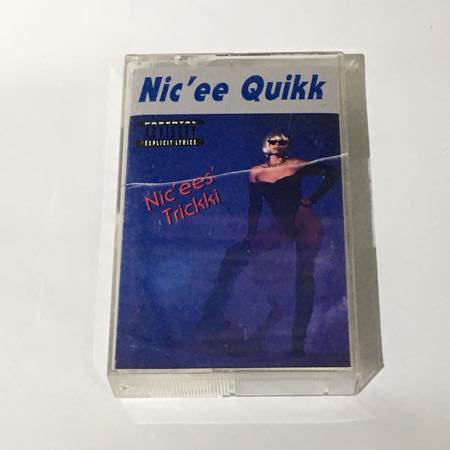 Nic'ee Quikk
PARENTAL
ADVISORY
EXPLICIT LYRICS
Nic'ees'
Trickki